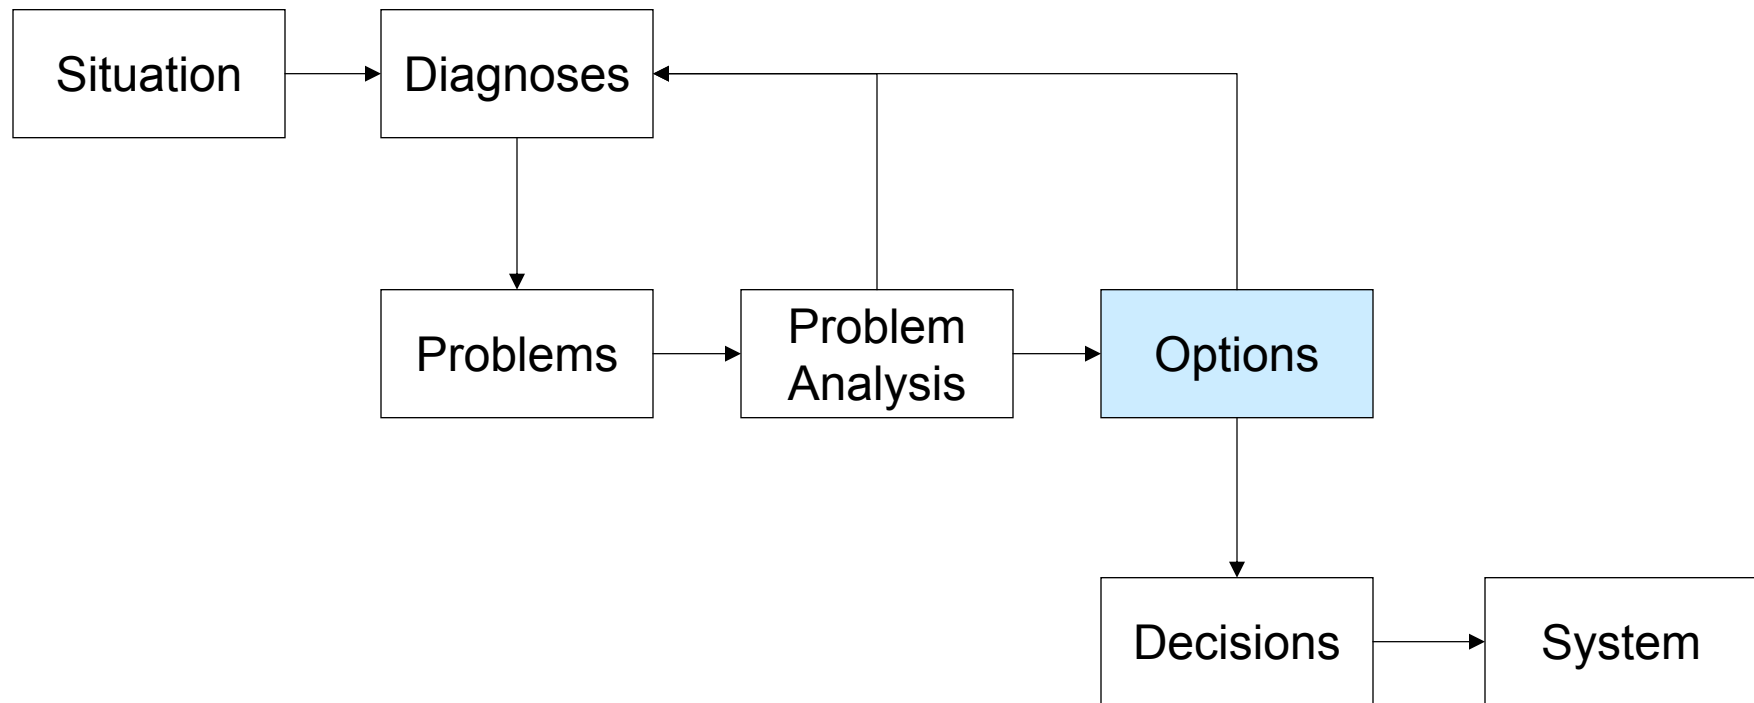 Situation
Diagnoses
Problems
Problem
Analysis
Options
Decisions
System